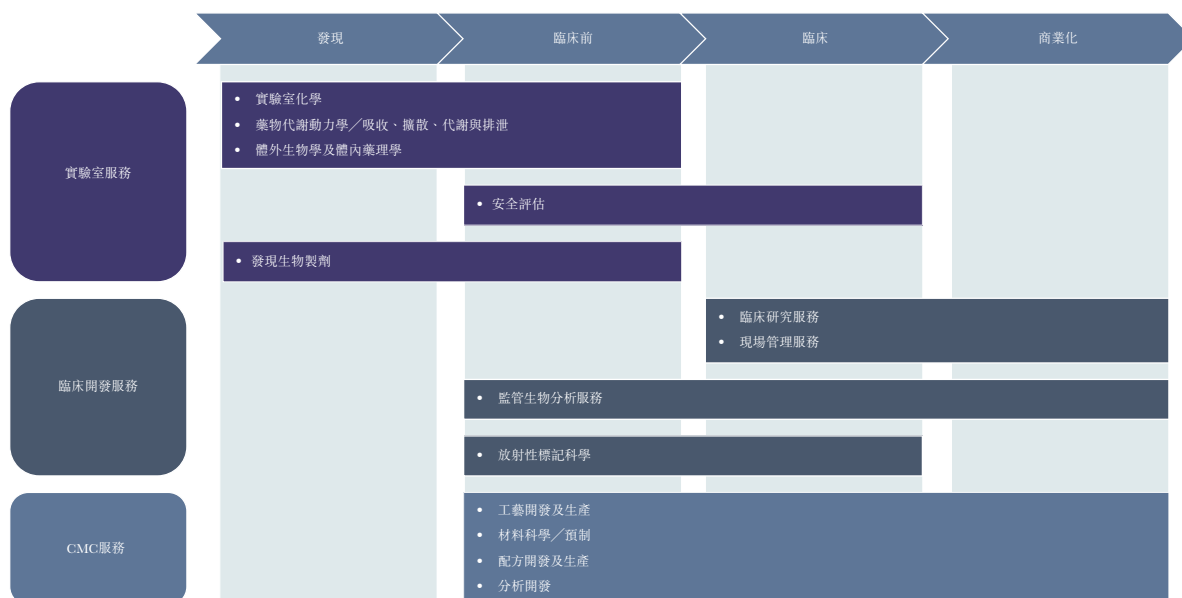 發現
臨床前
臨床
商業化
實驗室服務
• 實驗室化學
• 藥物代謝動力學╱吸收、擴散、代謝與排泄
• 體外生物學及體內藥理學
• 安全評估
• 發現生物製劑
臨床開發服務
• 臨床研究服務
• 現場管理服務
• 監管生物分析服務
• 放射性標記科學
CMC服務
• 工藝開發及生產
• 材料科學╱預制
• 配方開發及生產
• 分析開發